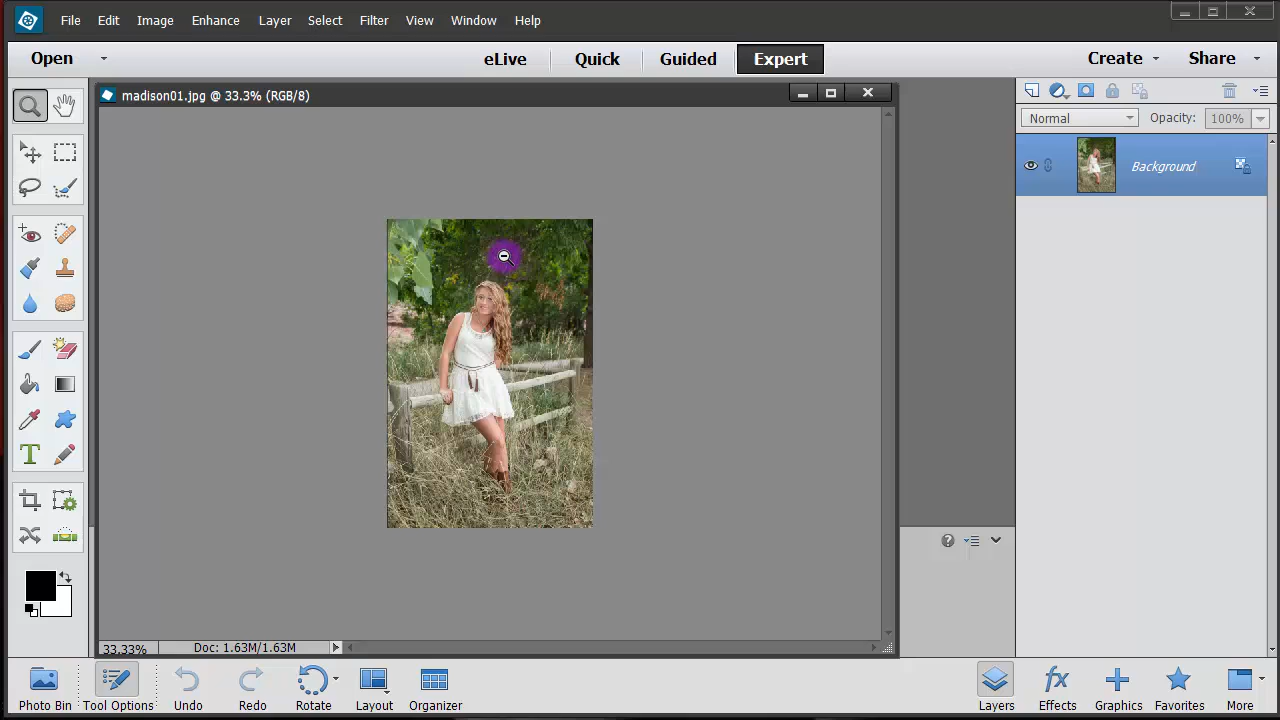 File Edit Image Enhance Layer Select Filter View Window Help
Open eLive Quick Guided Expert Create Share
madison01.jpg @ 33.3% (RGB/8)
Normal Opacity: 100%
Background
T
33.33% Doc: 1.63M/1.63M
Photo Bin Tool Options Undo Redo Rotate Layout Organizer Layers Effects Graphics Favorites More